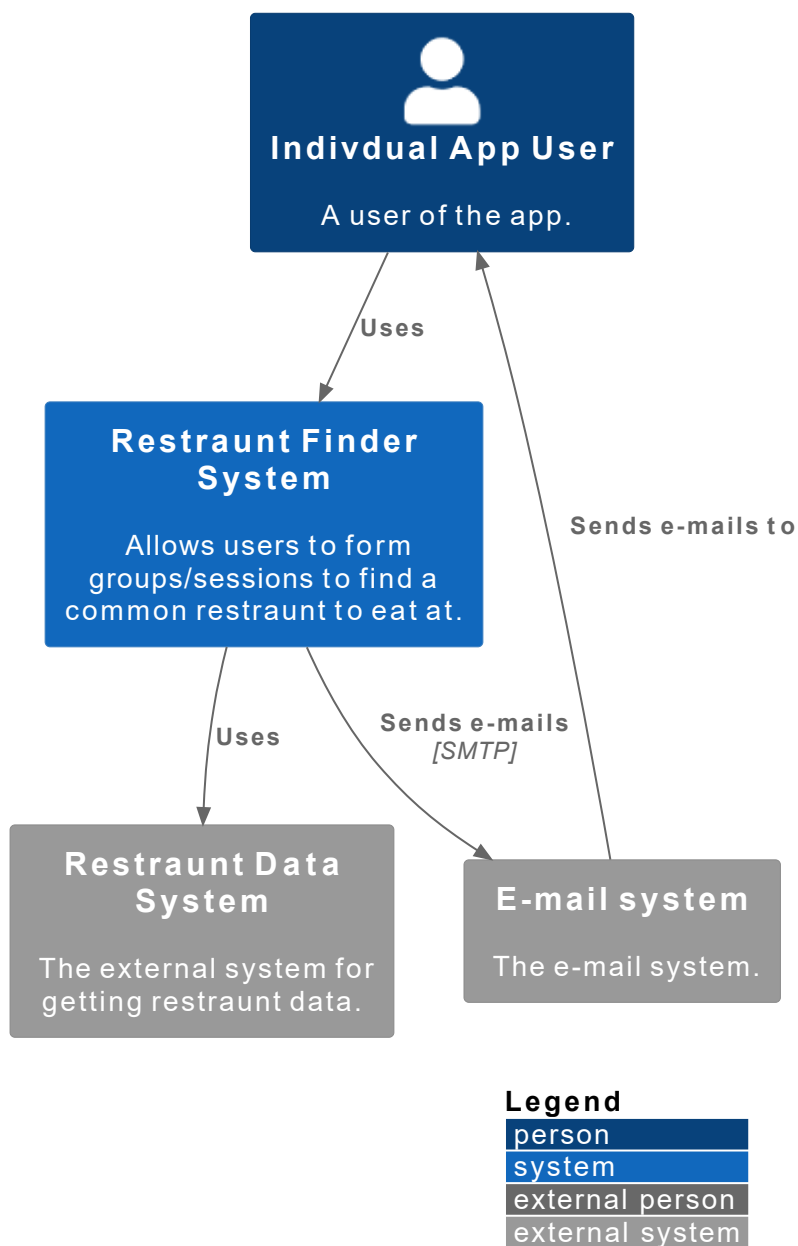 Indivdual App User
A user of the app.
Uses
Restraunt Finder
System
Allows users to form
groups/sessions to find a
common restraunt to eat at.
Sends e-mails to
Uses
Sends e-mails
[SMTP]
Restraunt Data
System
The external system for
getting restraunt data.
E-mail system
The e-mail system.
Legend
person
system
external person
external system